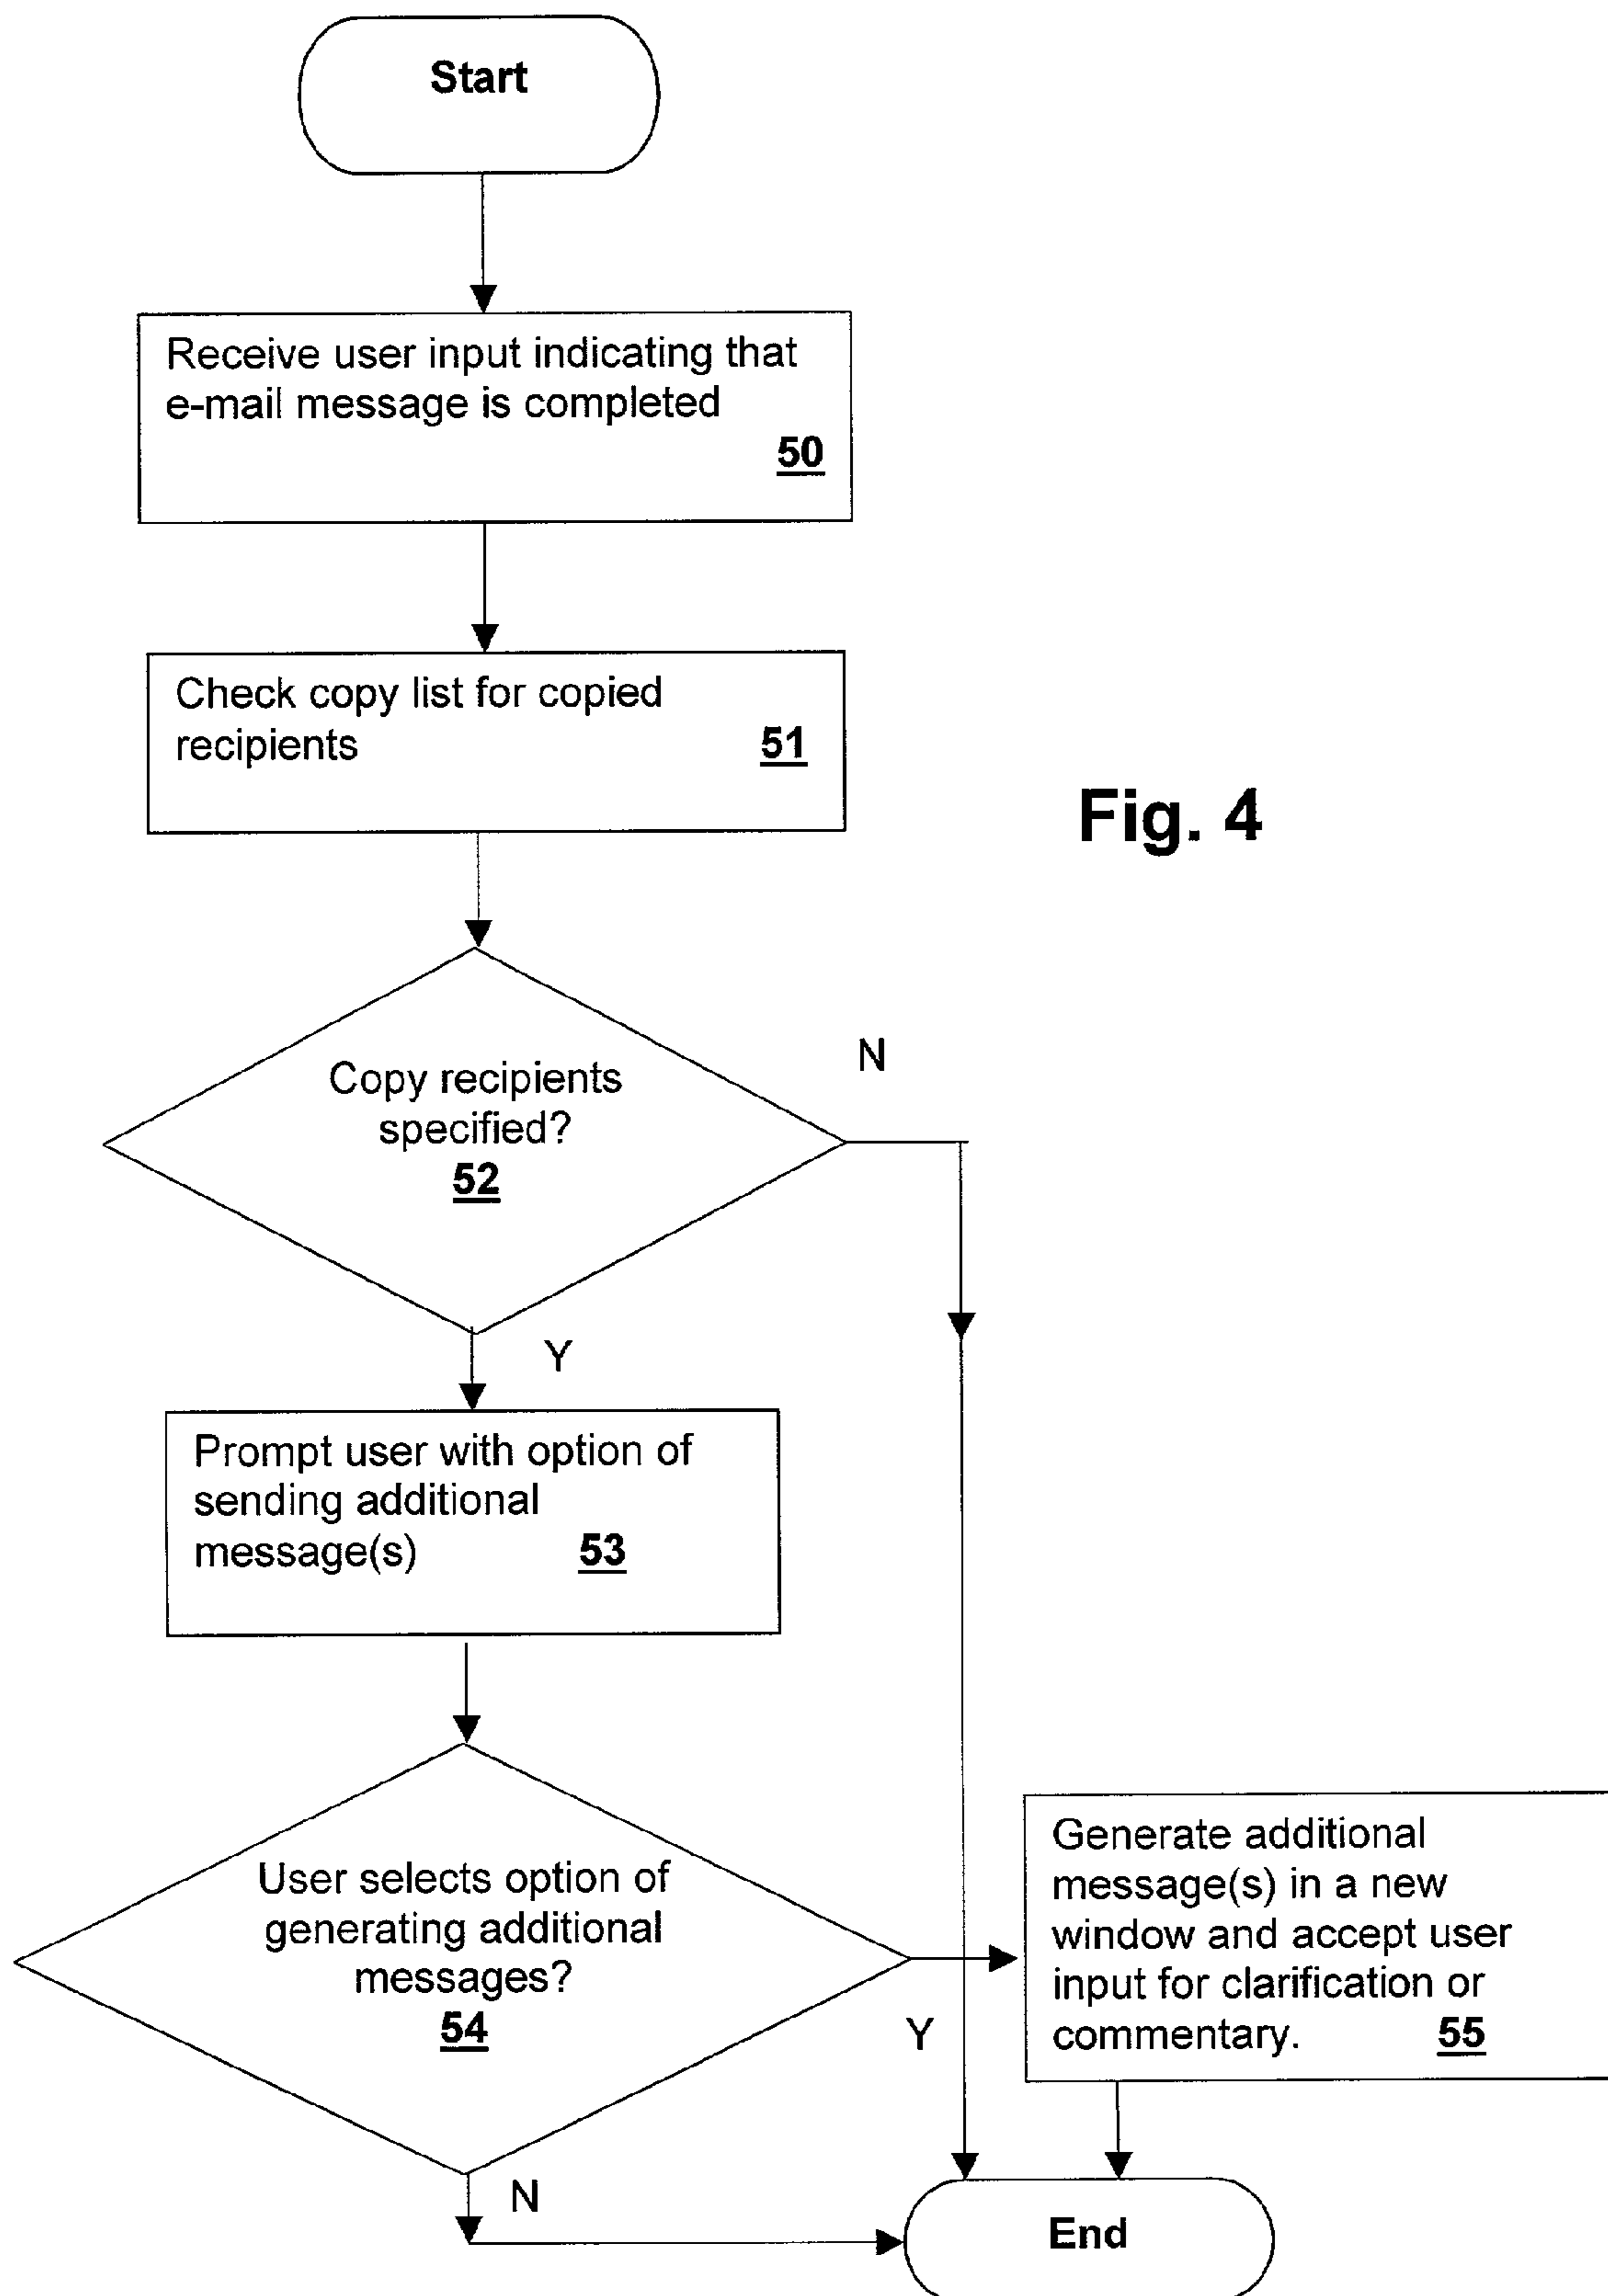 Start
Receive user input indicating that
e-mail message is completed
50
Check copy list for copied
recipients 51
Fig. 4
Copy recipients
specified?
52
N
Y
Prompt user with option of
sending additional
message(s) 53
User selects option of
generating additional
messages?
54
Y
N
Generate additional
message(s) in a new
window and accept user
input for clarification or
commentary. 55
End